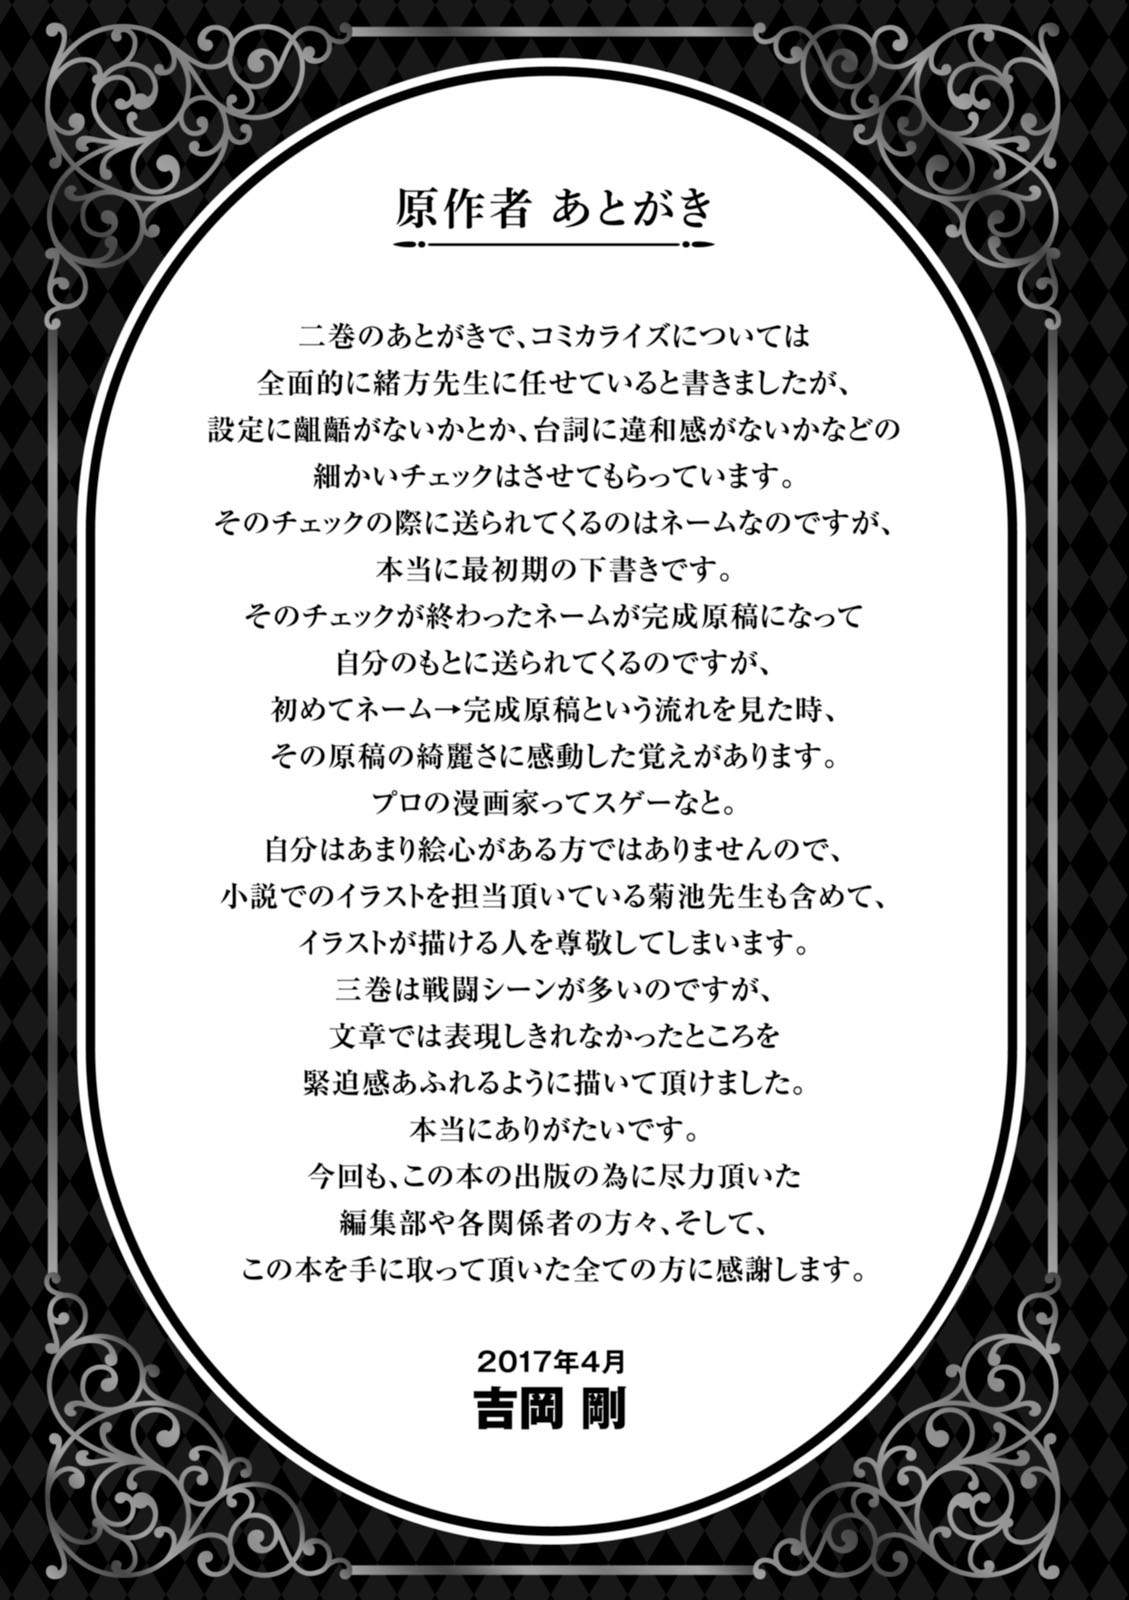 原作者 あとがき
二巻のあとがきで、コミカライズについては
全面的に緒方先生に任せていると書きましたが、
設定に齟齬がないかとか、台詞に違和感がないかなどの
細かいチェックはさせてもらっています。
そのチェックの際に送られてくるのはネームなのですが、
本当に最初期の下書きです。
そのチェックが終わったネームが完成原稿になって
自分のもとに送られてくるのですが、
初めてネーム→完成原稿という流れを見た時、
その原稿の綺麗さに感動した覚えがあります。
プロの漫画家ってスゲーなと。
自分はあまり絵心がある方ではありませんので、
小説でのイラストを担当頂いている菊池先生も含めて、
イラストが描ける人を尊敬してしまいます。
三巻は戦闘シーンが多いのですが、
文章では表現しきれなかったところを
緊迫感あふれるように描いて頂けました。
本当にありがたいです。
今回も、この本の出版の為に尽力頂いた
編集部や各関係者の方々、そして、
この本を手に取って頂いた全ての方に感謝します。
2017年4月
吉岡 剛